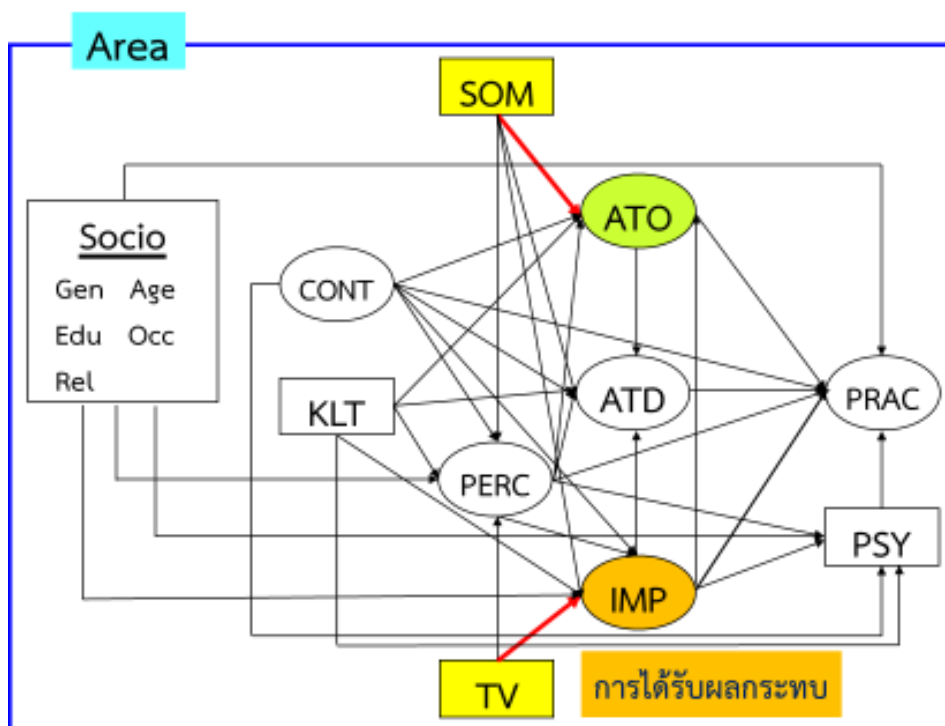 Area
SOM
ATO
Socio
Gen Age
Edu Occ
Rel
CONT
KLT
ATD
PRAC
PERC
PSY
IMP
TV
การได้รับผลกระทบ